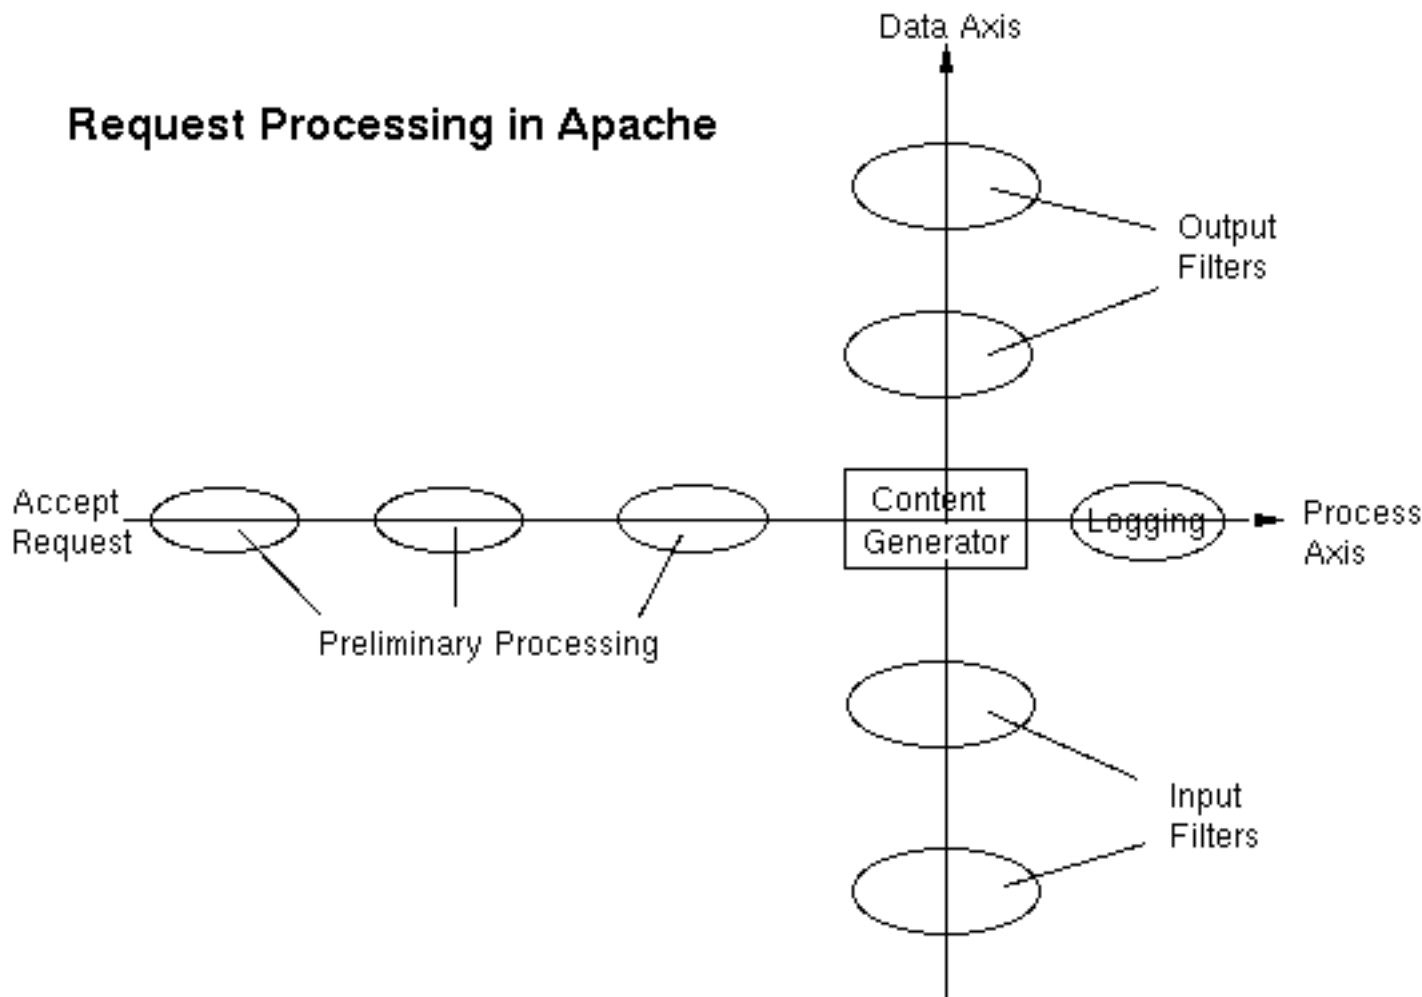 Data Axis
Request Processing in Apache
Output
Filters
Accept
Request
Content
Generator
Logging
Process
Axis
Preliminary Processing
Input
Filters